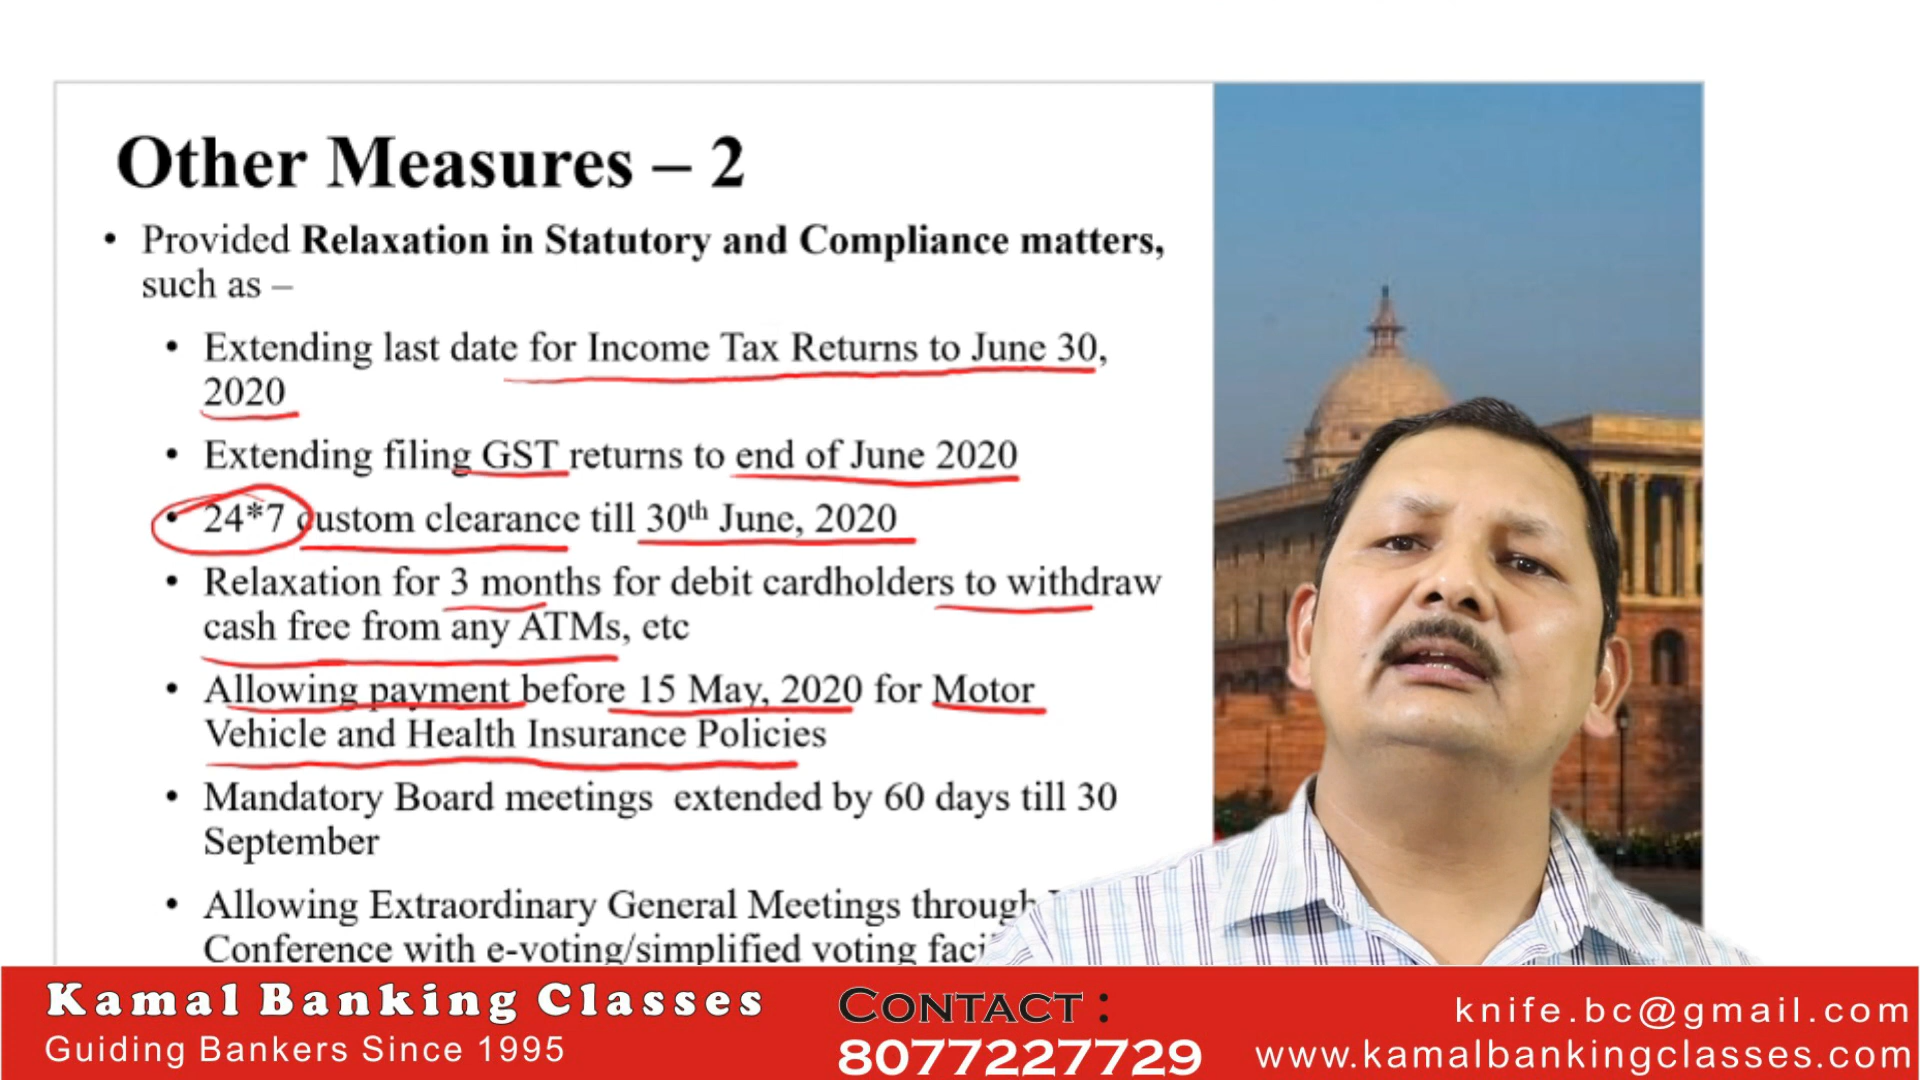 Other Measures – 2
• Provided Relaxation in Statutory and Compliance matters,
such as –
• Extending last date for Income Tax Returns to June 30,
2020
• Extending filing GST returns to end of June 2020
• 24*7 custom clearance till 30th June, 2020
• Relaxation for 3 months for debit cardholders to withdraw
cash free from any ATMs, etc
• Allowing payment before 15 May, 2020 for Motor
Vehicle and Health Insurance Policies
• Mandatory Board meetings extended by 60 days till 30
September
• Allowing Extraordinary General Meetings through
Conference with e-voting/simplified voting
Kamal Banking Classes
Guiding Bankers Since 1995
CONTACT :
8077227729
knife.bc@gmail.com
www.kamalbankingclasses.com